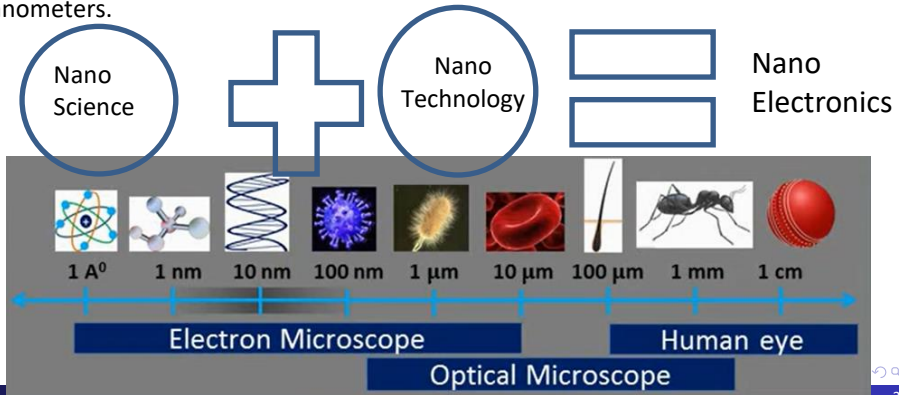 nometers.
Nano
Science
Nano
Technology
Nano
Electronics
1 A⁰ 1 nm 10 nm 100 nm 1 µm 10 µm 100 µm 1 mm 1 cm
Electron Microscope
Human eye
Optical Microscope